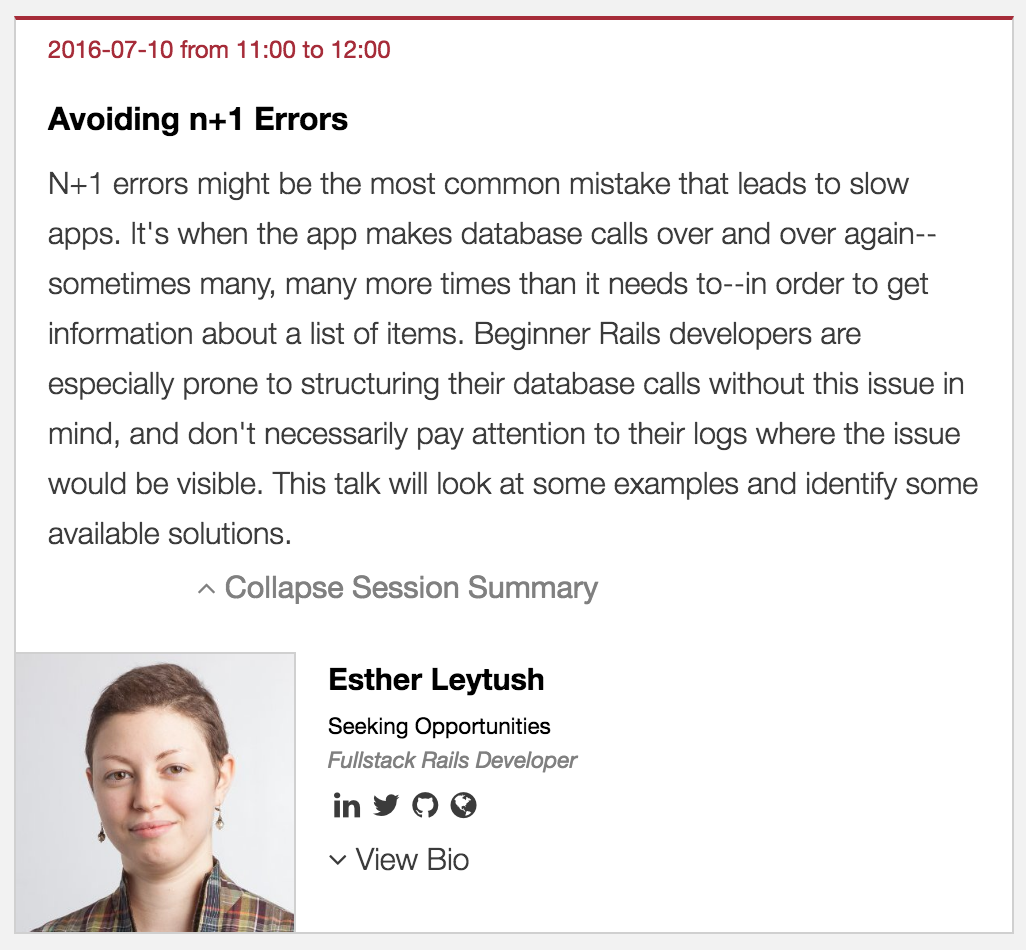 2016-07-10 from 11:00 to 12:00
Avoiding n+1 Errors
N+1 errors might be the most common mistake that leads to slow
apps. It's when the app makes database calls over and over again--
sometimes many, many more times than it needs to--in order to get
information about a list of items. Beginner Rails developers are
especially prone to structuring their database calls without this issue in
mind, and don't necessarily pay attention to their logs where the issue
would be visible. This talk will look at some examples and identify some
available solutions.
Collapse Session Summary
Esther Leytush
Seeking Opportunities
Fullstack Rails Developer
in
View Bio